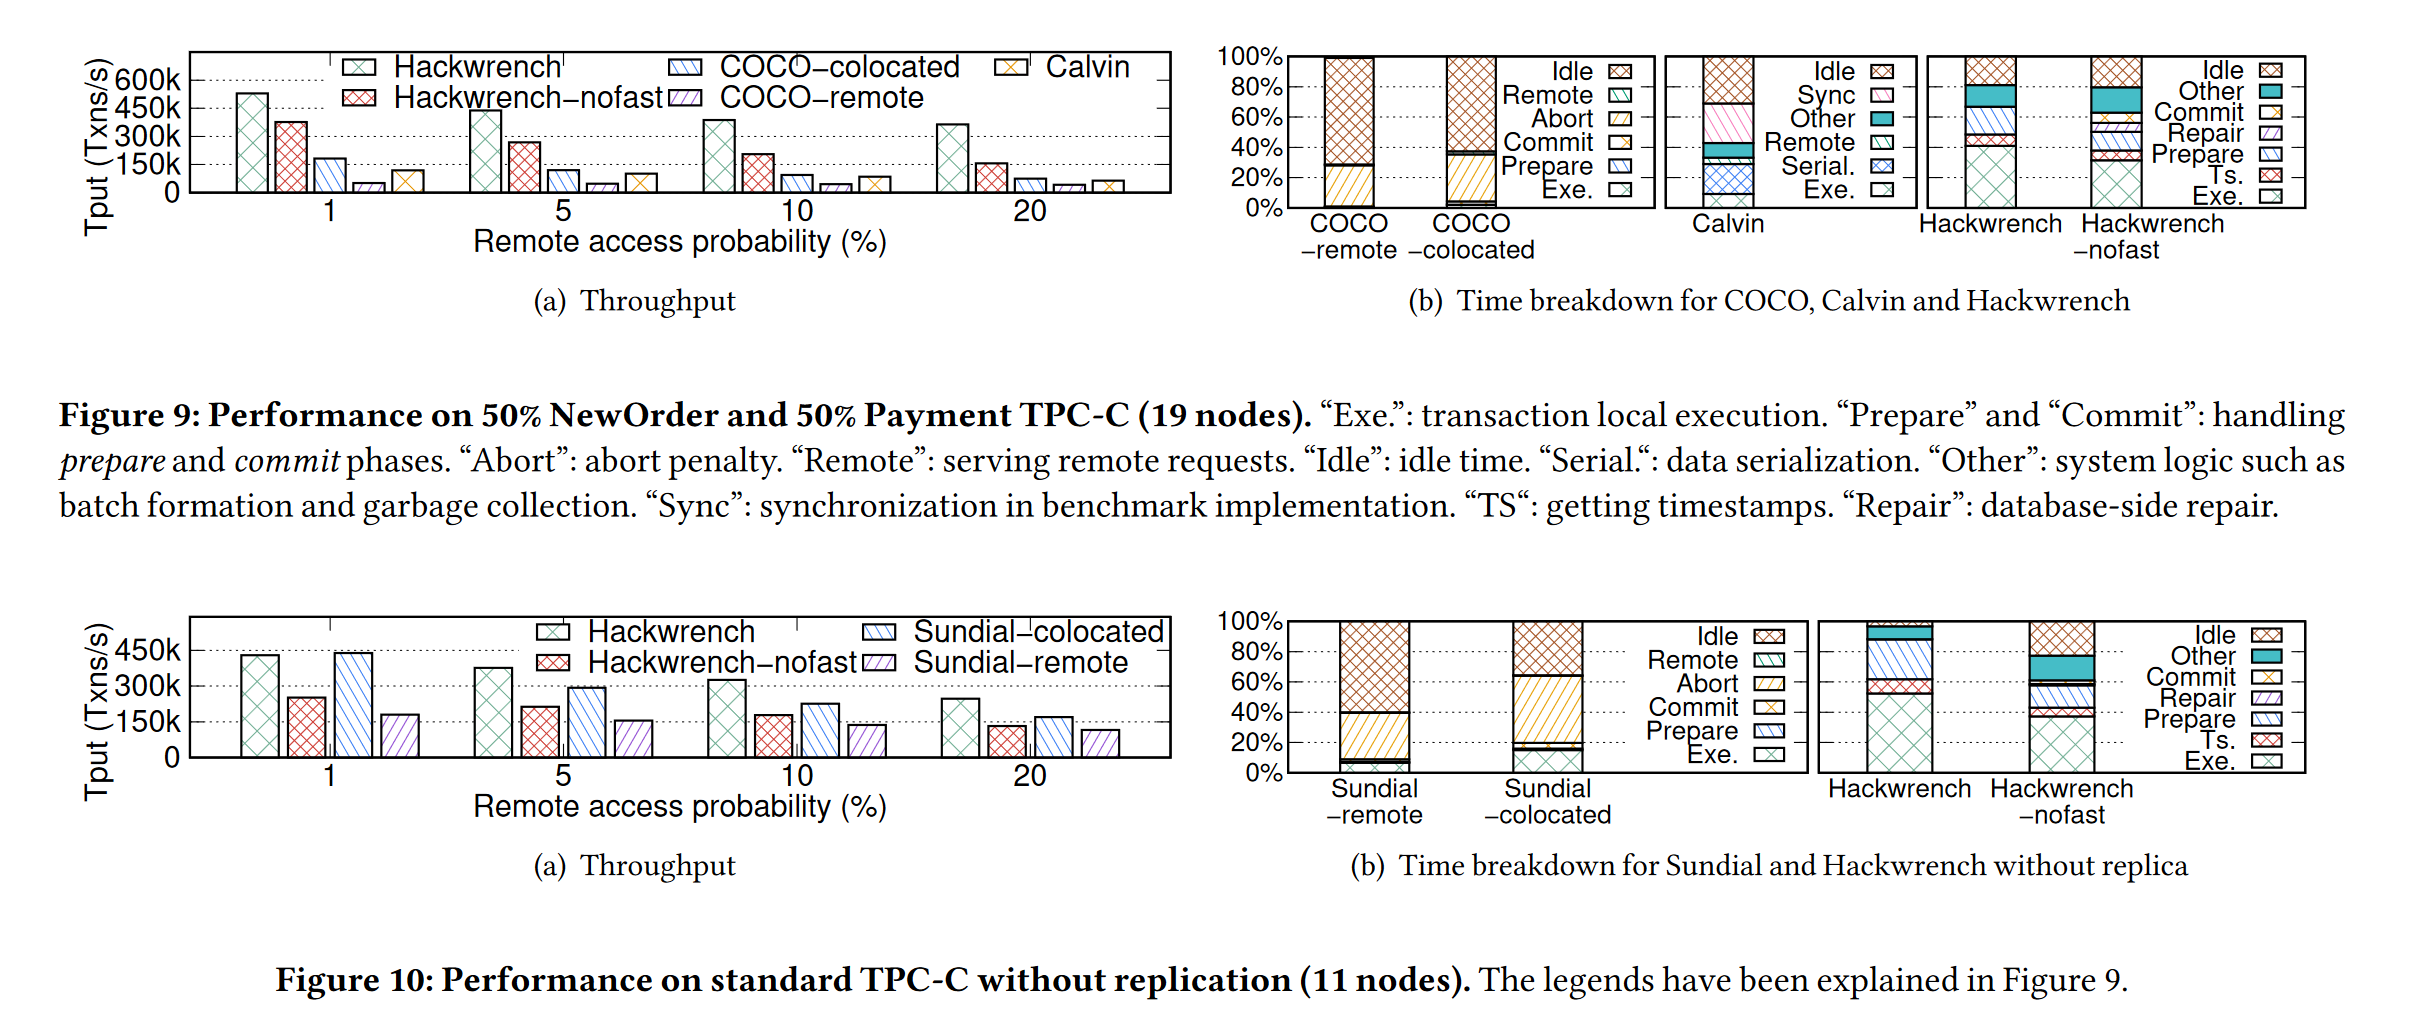 Tput (Txns/s)
600k
450k
300k
150k
0
Hackwrench
Hackwrench−nofast
COCO−colocated
COCO−remote
Calvin
1 5 10 20
Remote access probability (%)
(a) Throughput
100%
80%
60%
40%
20%
0%
Idle
Remote
Abort
Commit
Prepare
Exe.
COCO
−remote
COCO
−colocated
Idle
Sync
Other
Remote
Serial.
Exe.
Calvin
Idle
Other
Commit
Repair
Prepare
Ts.
Exe.
Hackwrench
Hackwrench
−nofast
(b) Time breakdown for COCO, Calvin and Hackwrench
Figure 9: Performance on 50% NewOrder and 50% Payment TPC-C (19 nodes). “Exe.”: transaction local execution. “Prepare” and “Commit”: handling
prepare and commit phases. “Abort”: abort penalty. “Remote”: serving remote requests. “Idle”: idle time. “Serial.“: data serialization. “Other”: system logic such as
batch formation and garbage collection. “Sync”: synchronization in benchmark implementation. “TS“: getting timestamps. “Repair”: database-side repair.
Tput (Txns/s)
450k
300k
150k
0
Hackwrench
Hackwrench−nofast
Sundial−colocated
Sundial−remote
1 5 10 20
Remote access probability (%)
(a) Throughput
100%
80%
60%
40%
20%
0%
Idle
Remote
Abort
Commit
Prepare
Exe.
Sundial
−remote
Sundial
−colocated
Idle
Other
Commit
Repair
Prepare
Ts.
Exe.
Hackwrench
Hackwrench
−nofast
(b) Time breakdown for Sundial and Hackwrench without replica
Figure 10: Performance on standard TPC-C without replication (11 nodes). The legends have been explained in Figure 9.